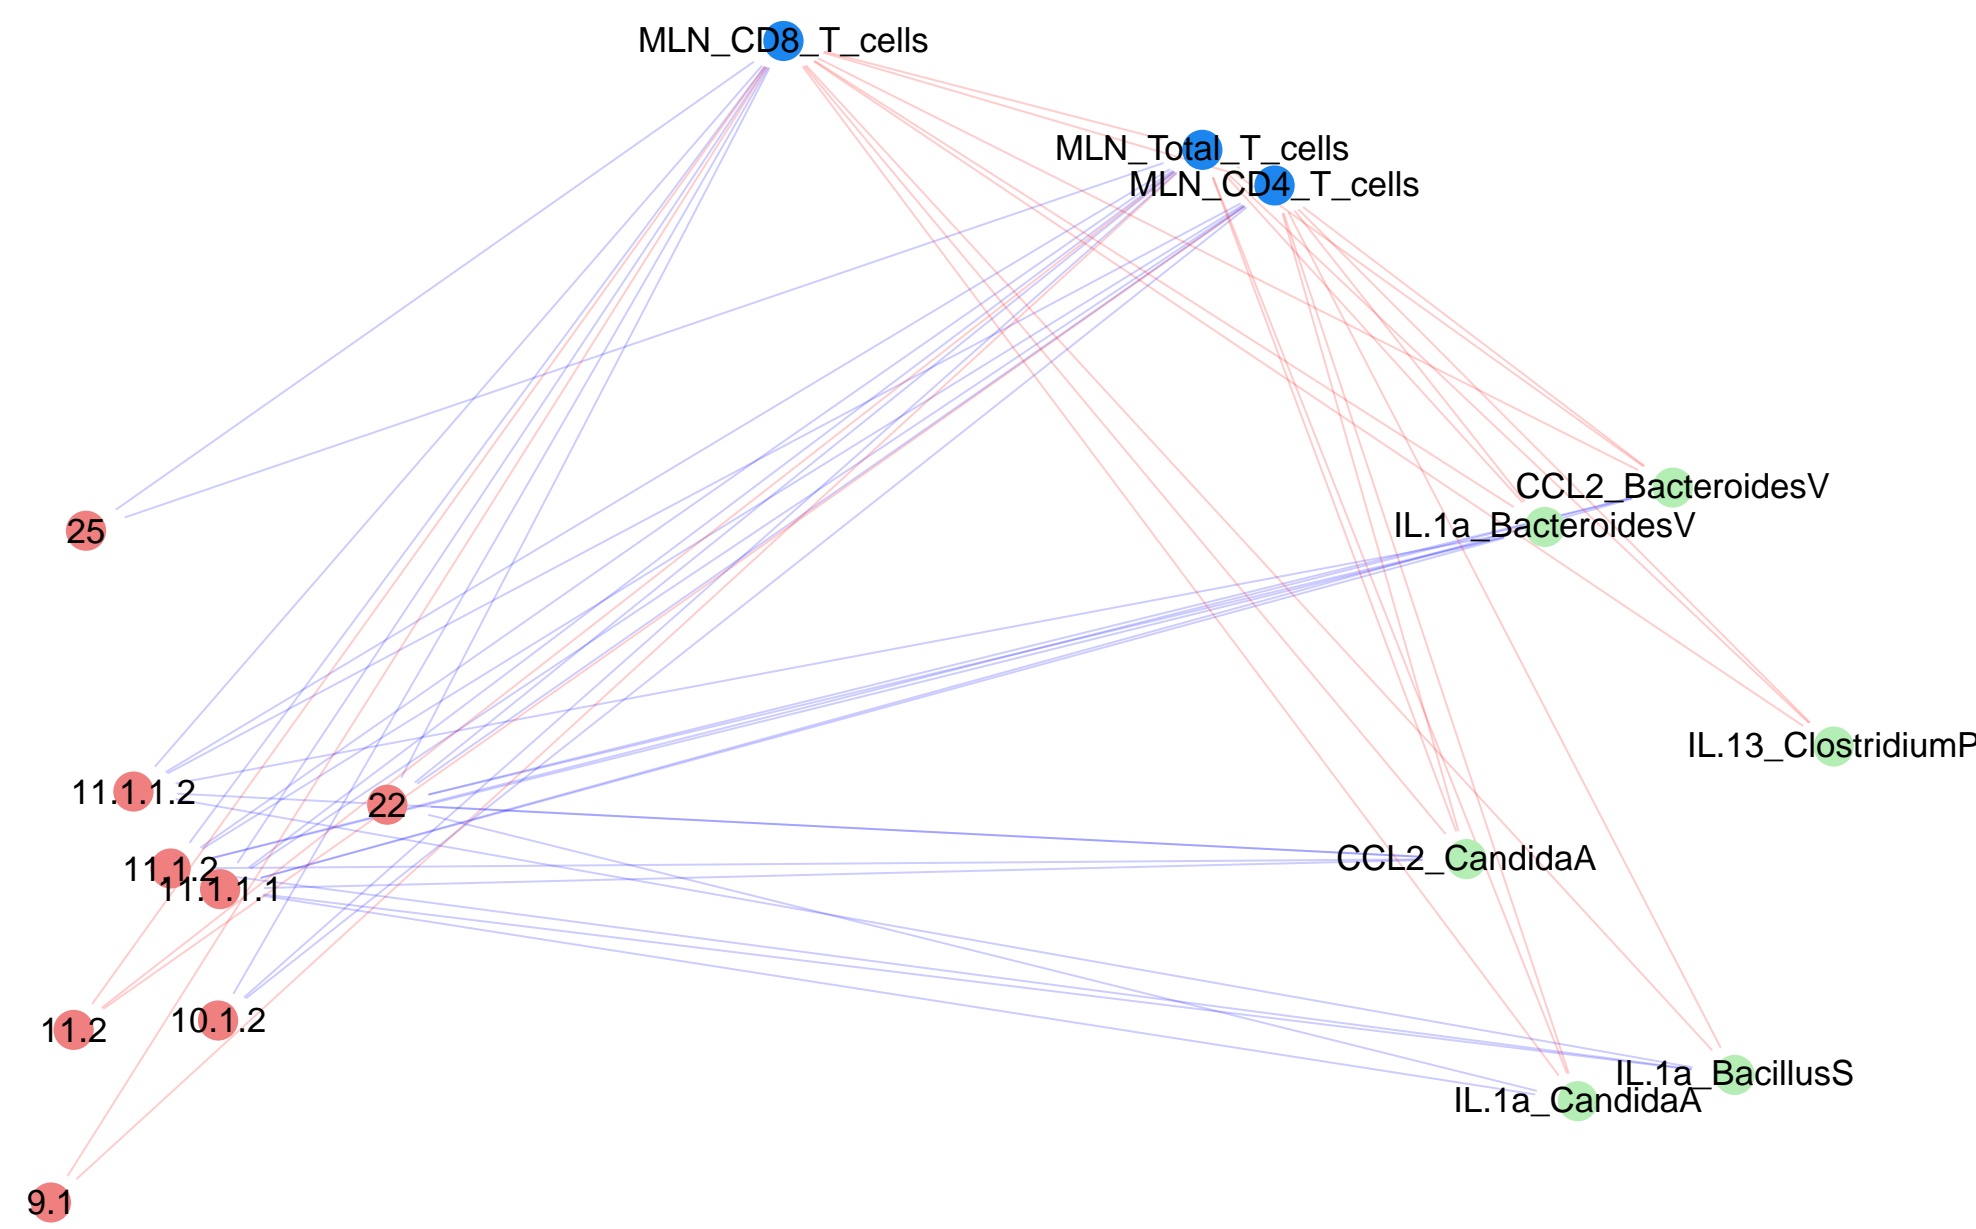 MLN_CD8_T_cells
MLN_Total_T_cells
MLN_CD4_T_cells
CCL2_BacteroidesV
IL.1a_BacteroidesV
25
IL.13_ClostridiumP
11.1.1.2
22
CCL2_CandidaA
11.1.2
11.1.1.1
11.2
10.1.2
IL.1a_BacillusS
IL.1a_CandidaA
9.1